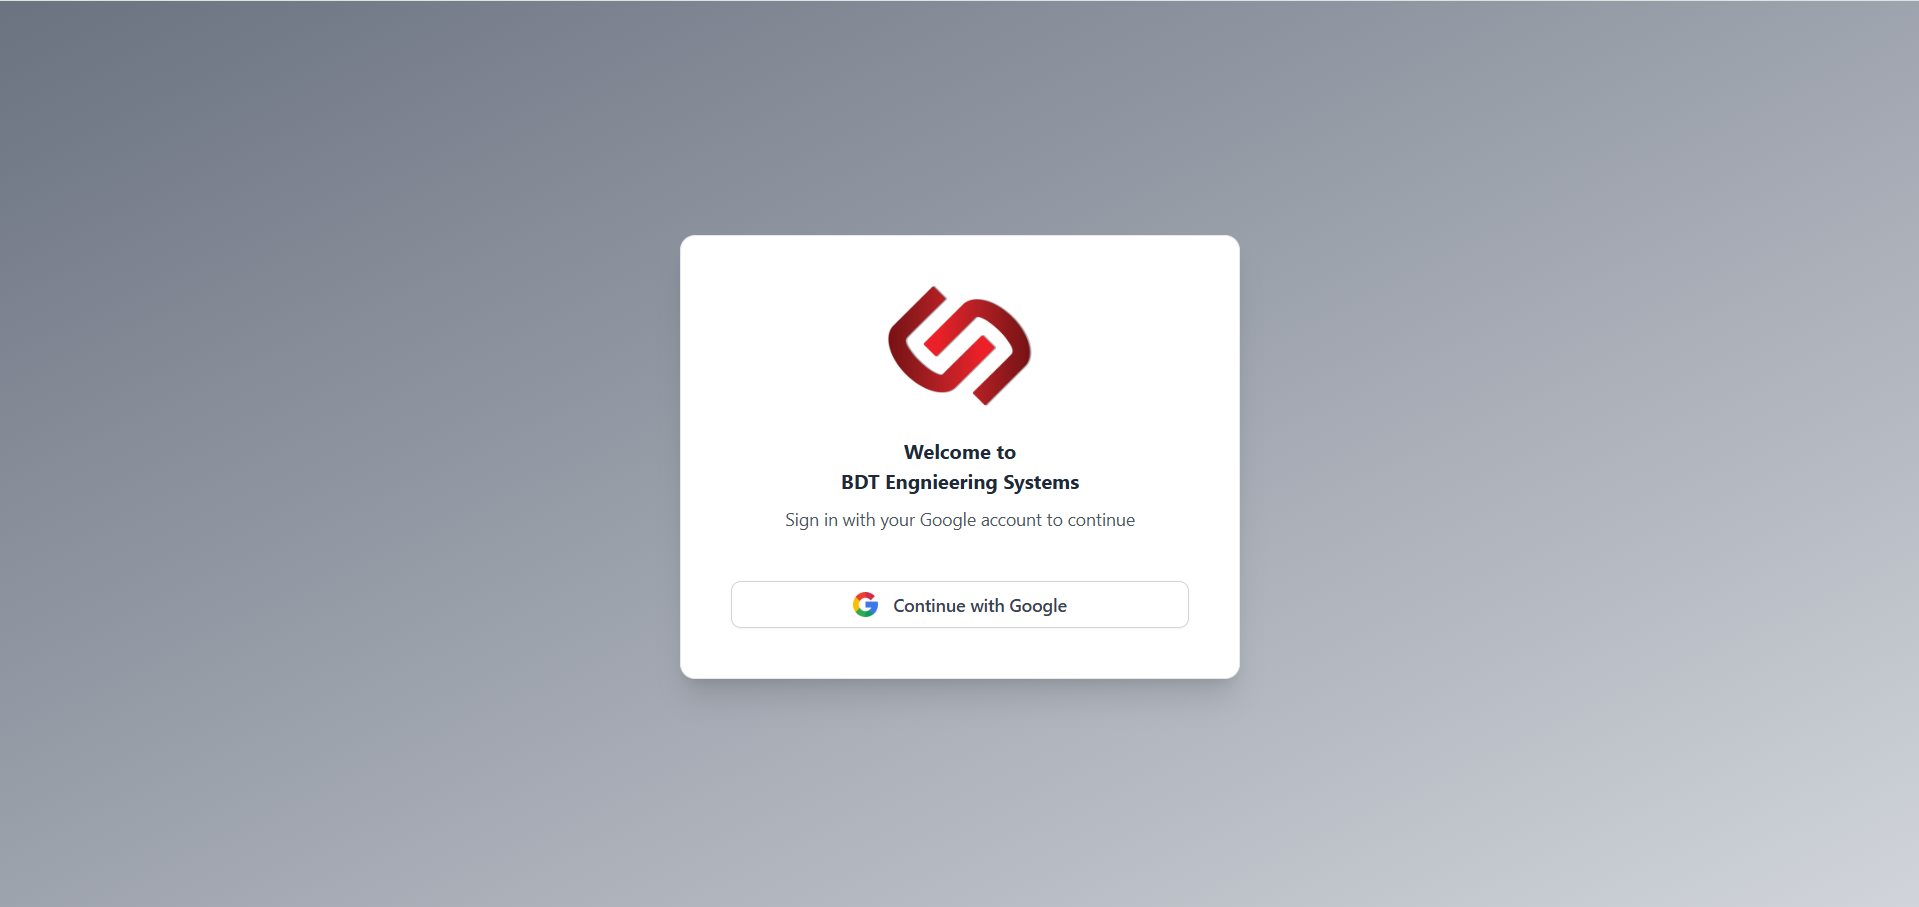 Welcome to
BDT Engnieering Systems
Sign in with your Google account to continue
Continue with Google